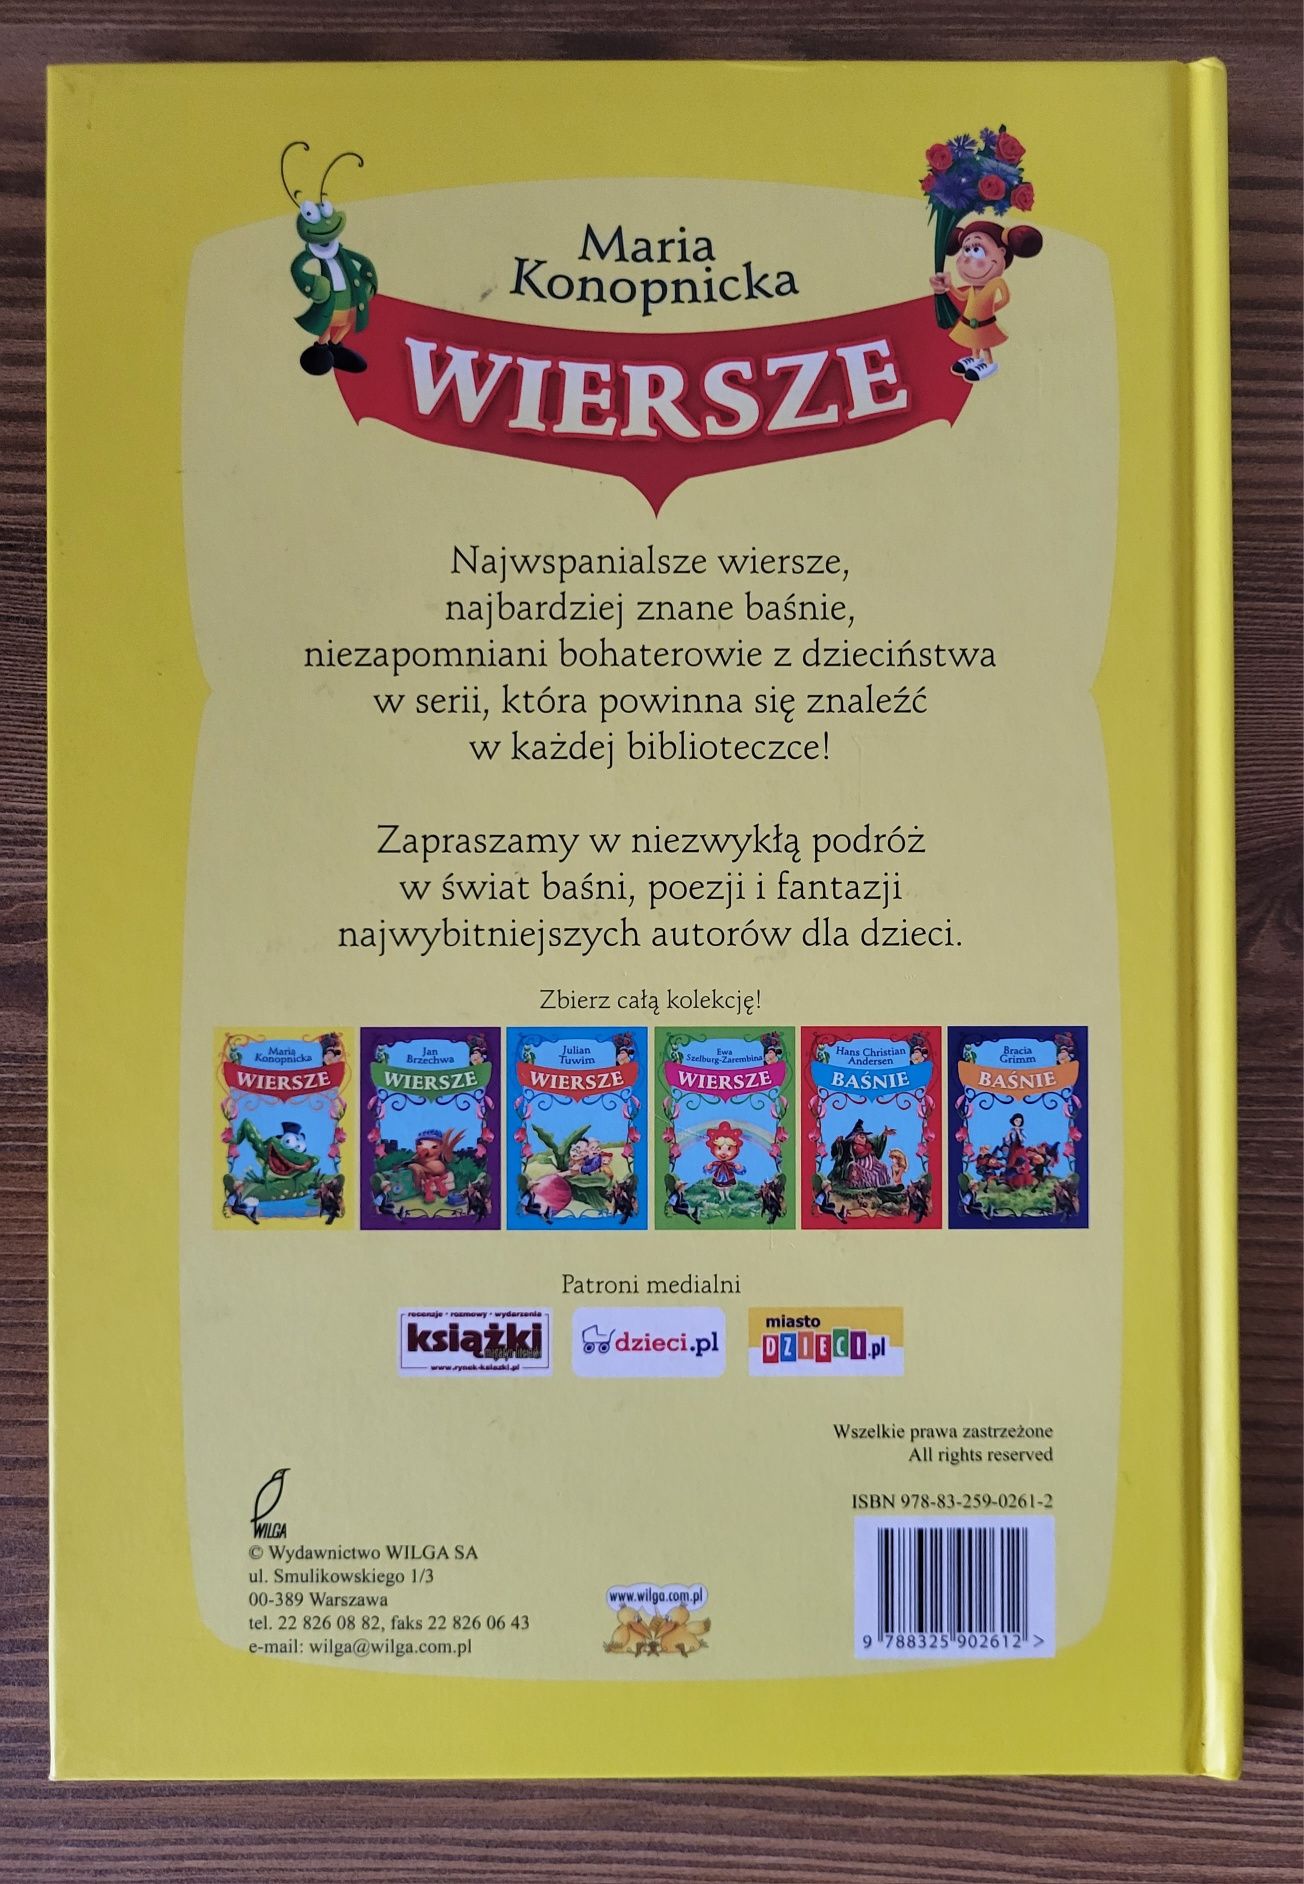 Maria
Konopnicka
WIERSZE
Najwspanialsze wiersze,
najbardziej znane baśnie,
niezapomniani bohaterowie z dzieciństwa
w serii, która powinna się znaleźć
w każdej biblioteczce!
Zapraszamy w niezwykłą podróż
w świat baśni, poezji i fantazji
najwybitniejszych autorów dla dzieci.
Zbierz całą kolekcję!
Maria
Konopnicka
WIERSZE
Jan
Brzechwa
WIERSZE
Julian
Tuwim
WIERSZE
Ewa
Szelburg-Zarembina
WIERSZE
Hans Christian
Andersen
BAŚNIE
Bracia
Grimm
BAŚNIE
Patroni medialni
recenzje • rozmowy • wydarzenia
książki
www.rynek-ksiazki.pl
dzieci.pl
miasto
DZIECI.pl
Wszelkie prawa zastrzeżone
All rights reserved
ISBN 978-83-259-0261-2
9 788325 902612 >
WILGA
© Wydawnictwo WILGA SA
ul. Smulikowskiego 1/3
00-389 Warszawa
tel. 22 826 08 82, faks 22 826 06 43
e-mail: wilga@wilga.com.pl
www.wilga.com.pl